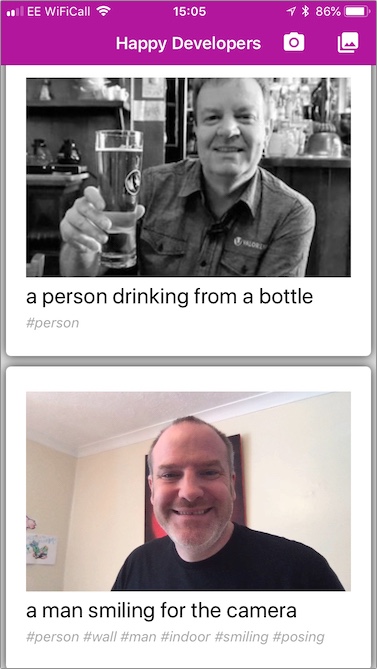 EE WiFiCall 15:05 86%
Happy Developers
a person drinking from a bottle
#person
a man smiling for the camera
#person #wall #man #indoor #smiling #posing